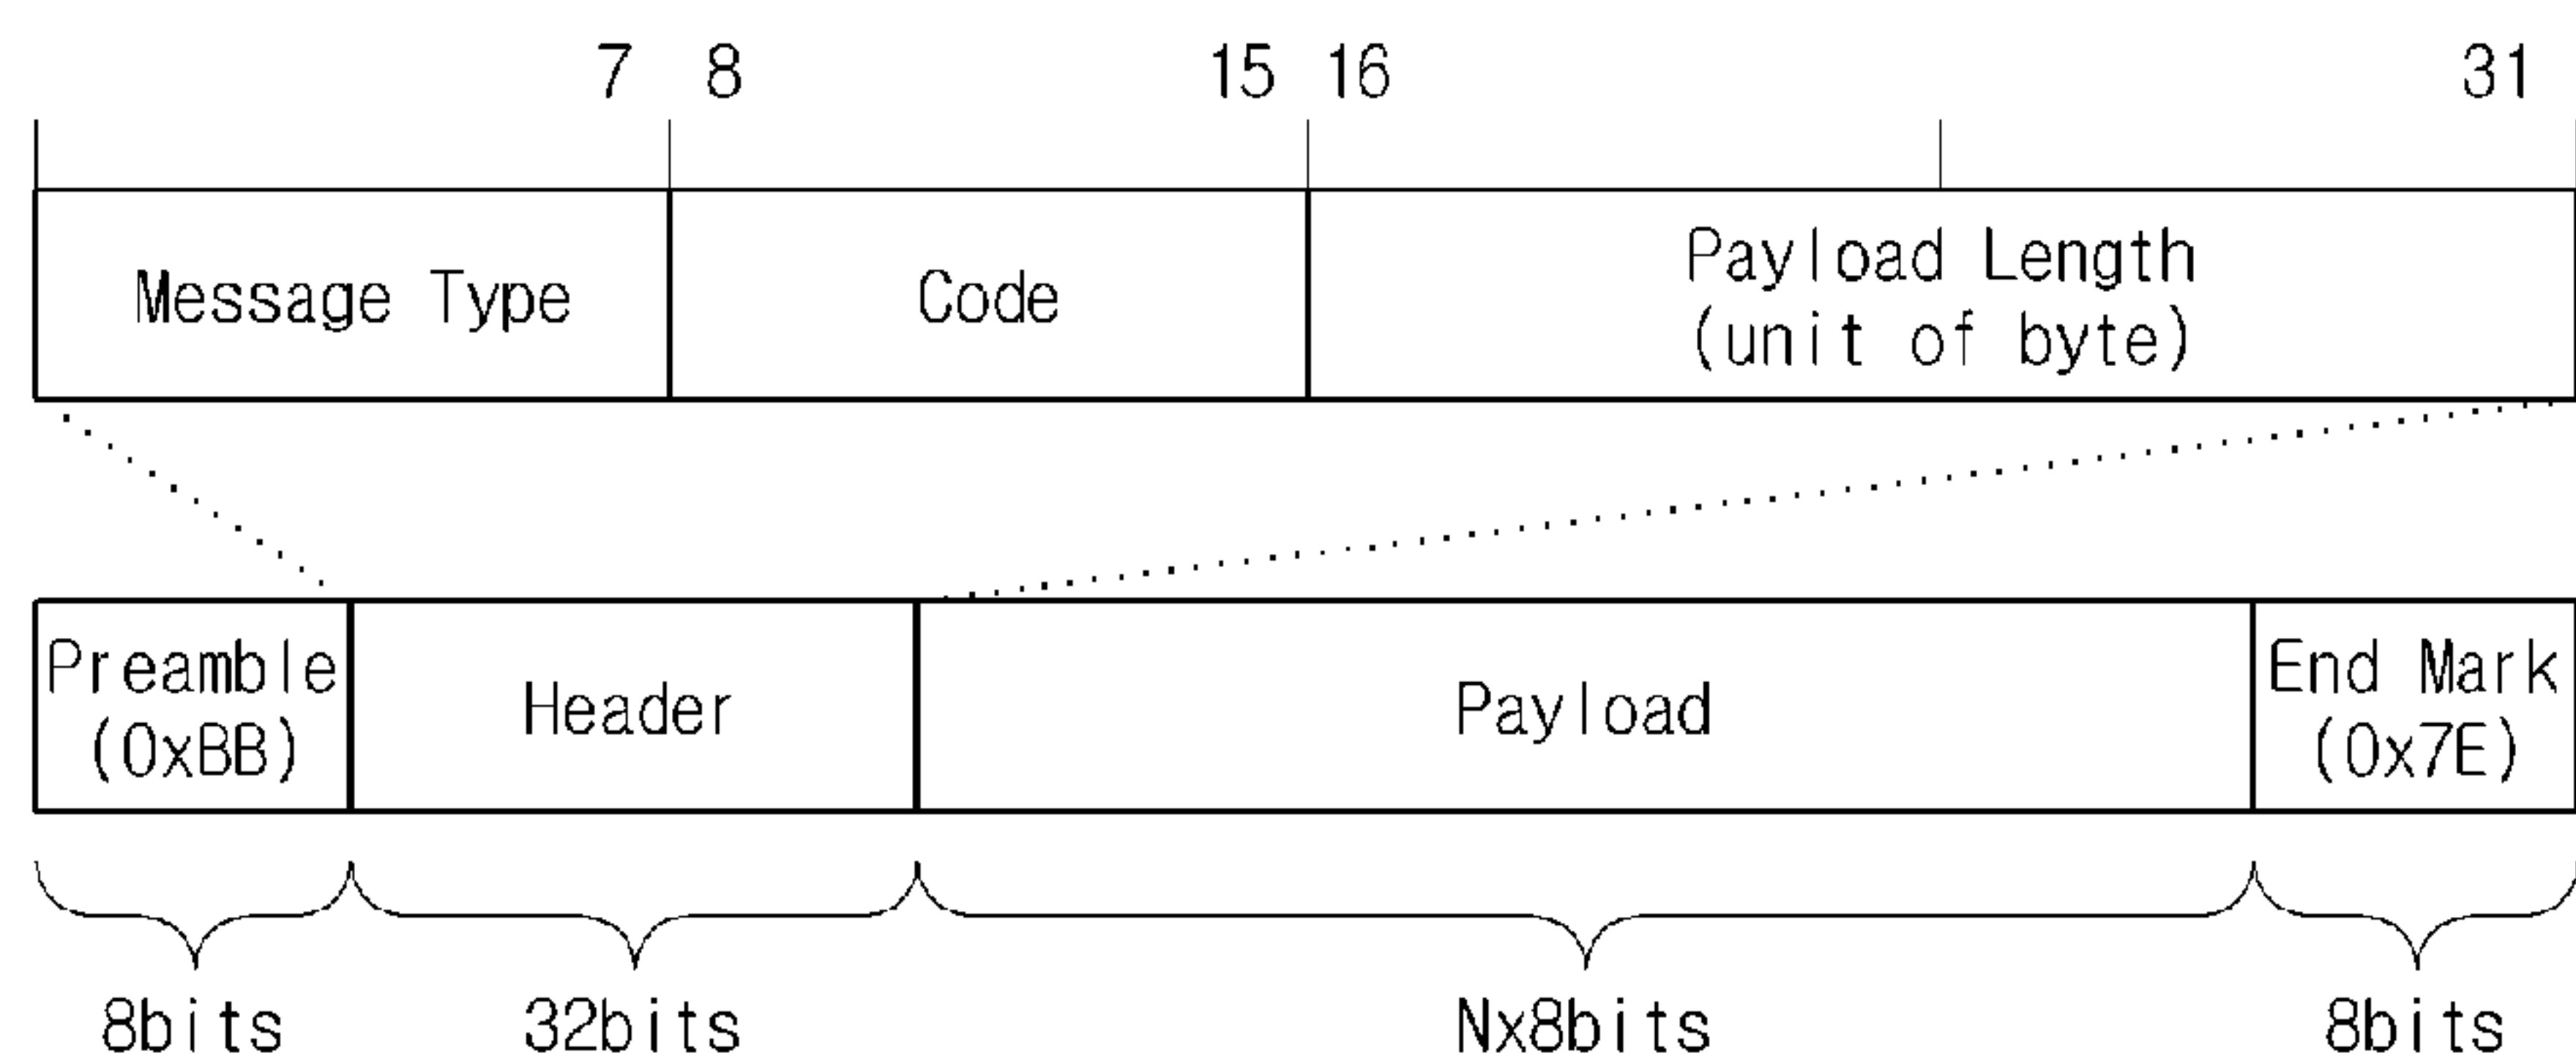 7 8 15 16 31
Message Type Code Payload Length
(unit of byte)
Preamble
(0xBB)
Header
Payload
End Mark
(0x7E)
8bits 32bits Nx8bits 8bits